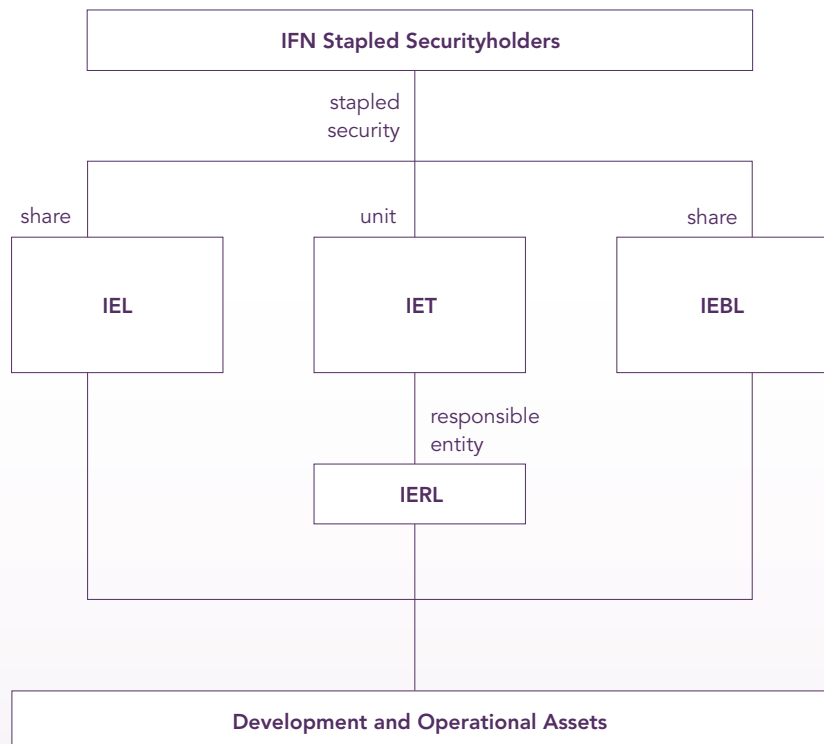 IFN Stapled Securityholders
stapled
security
share
unit
share
IEL
IET
IEBL
responsible
entity
IERL
Development and Operational Assets